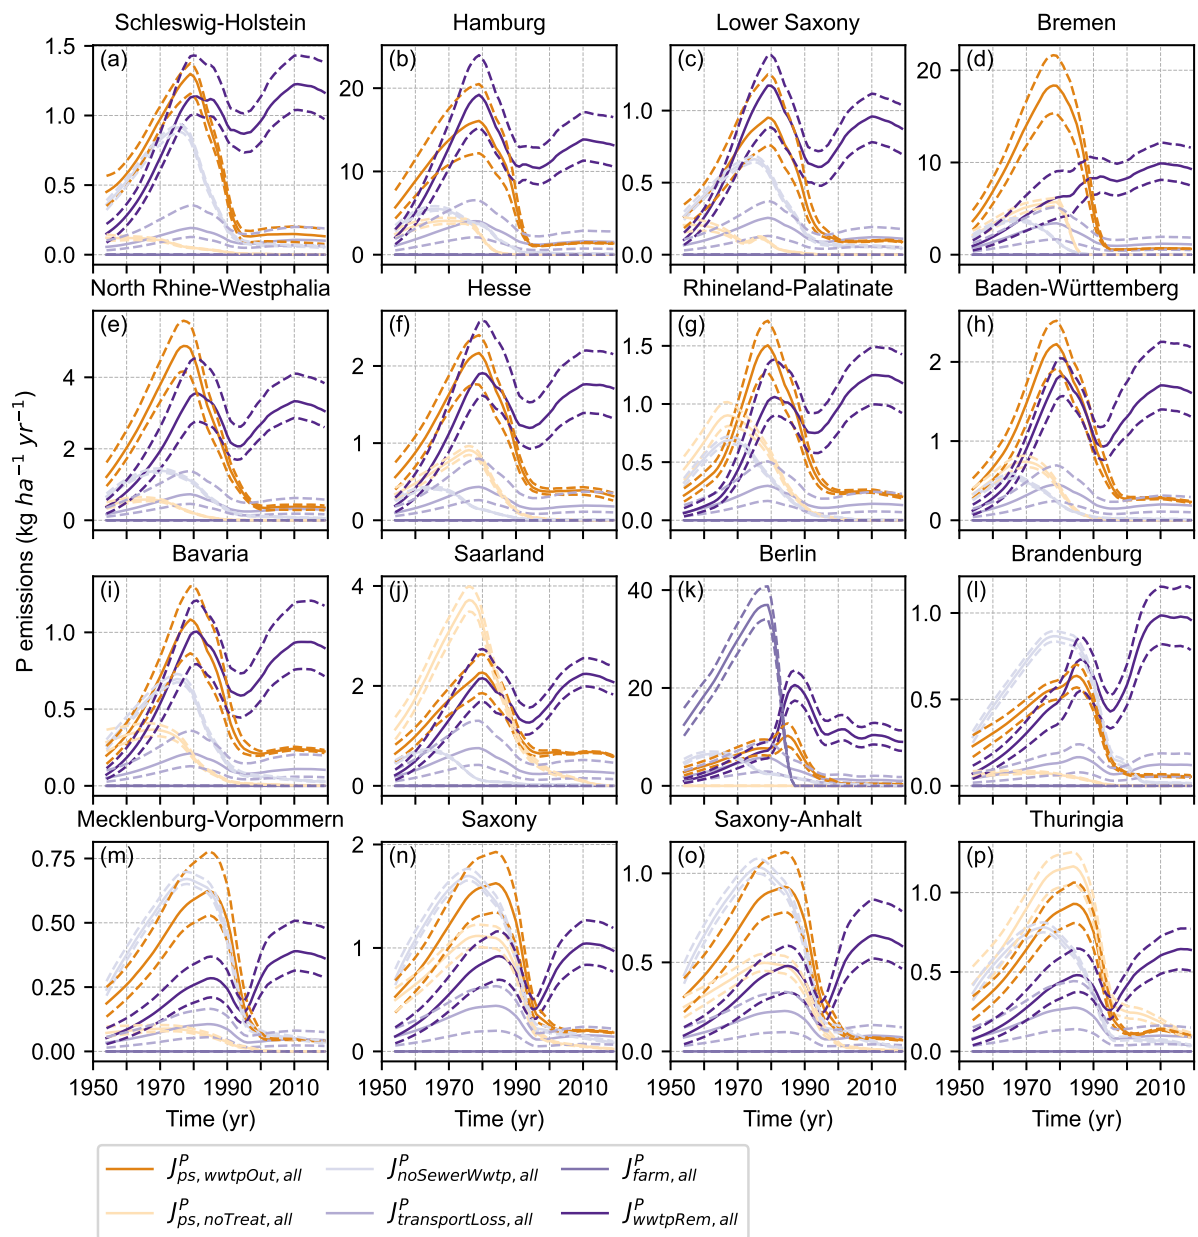 Schleswig-Holstein Hamburg Lower Saxony Bremen
(a) (b) (c) (d)
1.5 1.0 0.5 0.0
20 10 0
1.0 0.5 0.0
20 10 0
North Rhine-Westphalia Hesse Rhineland-Palatinate Baden-Württemberg
(e) (f) (g) (h)
4 2 0
2 1 0
1.5 1.0 0.5 0.0
2 1 0
P emissions (kg ha⁻¹ yr⁻¹)
Bavaria Saarland Berlin Brandenburg
(i) (j) (k) (l)
1.0 0.5 0.0
4 2 0
40 20 0
1.0 0.5 0.0
Mecklenburg-Vorpommern Saxony Saxony-Anhalt Thuringia
(m) (n) (o) (p)
0.75 0.50 0.25 0.00
2 1 0
1.0 0.5 0.0
1.0 0.5 0.0
1950 1970 1990 2010 1950 1970 1990 2010 1950 1970 1990 2010 1950 1970 1990 2010
Time (yr) Time (yr) Time (yr) Time (yr)
J^P_ps, wwtpOut, all J^P_noSewerWwtp, all J^P_farm, all
J^P_ps, noTreat, all J^P_transportLoss, all J^P_wwtpRem, all